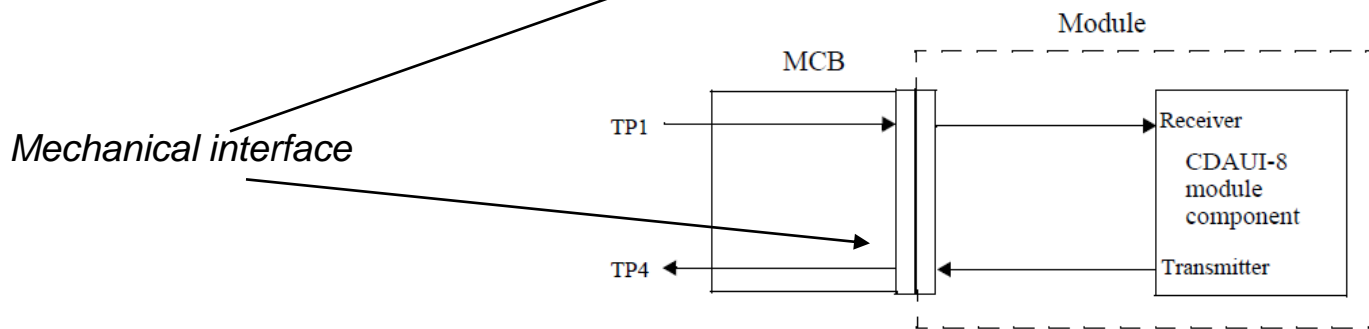 Module
MCB
TP1
Receiver
Mechanical interface
CDAUI-8
module
component
TP4
Transmitter